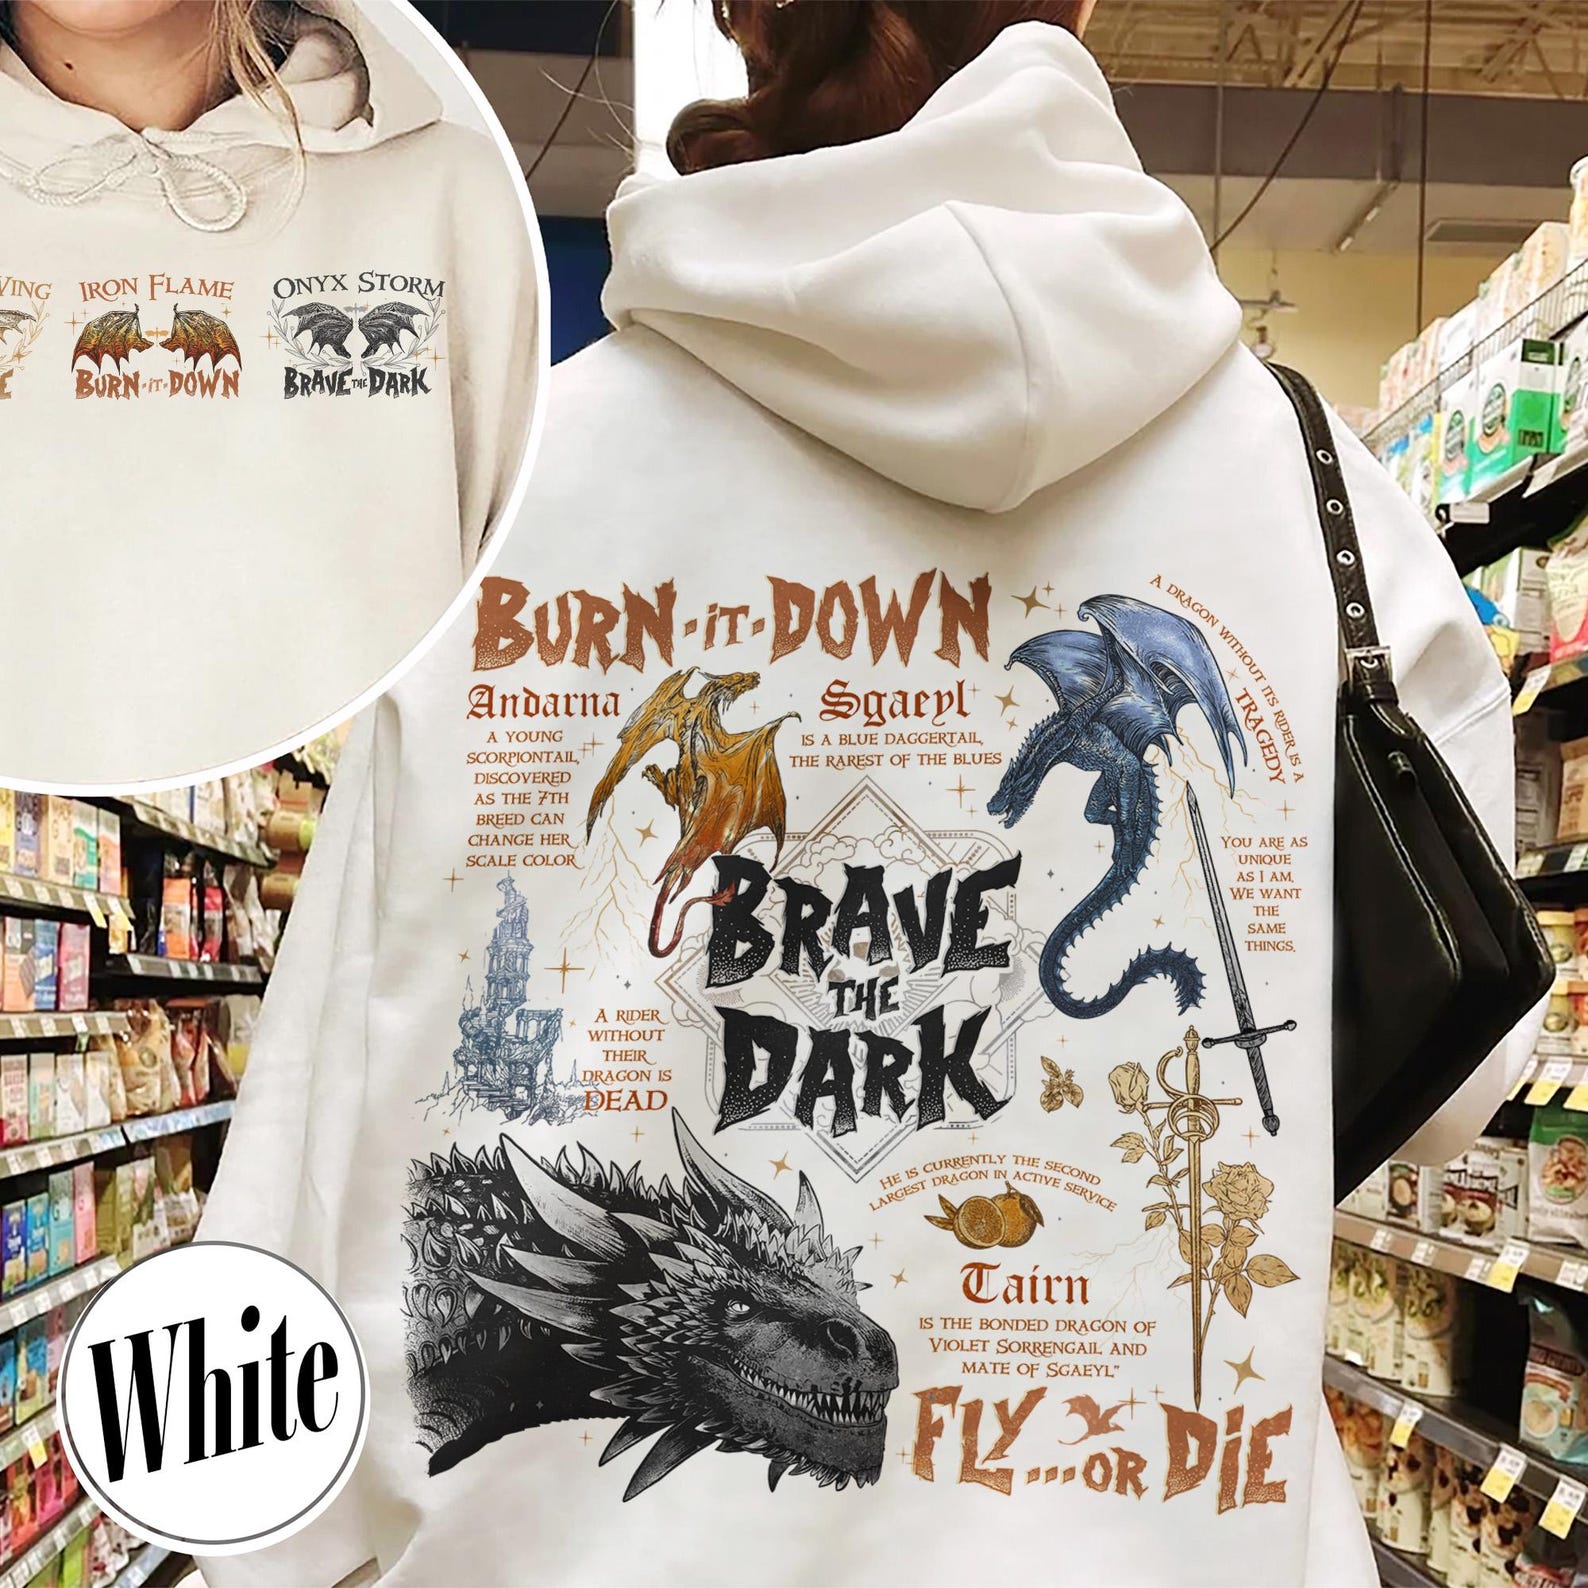 VING
E
IRON FLAME
BURN·IT·DOWN
ONYX STORM
BRAVE THE DARK
BURN·IT·DOWN
Andarna
A YOUNG
SCORPIONTAIL,
DISCOVERED
AS THE 7TH
BREED CAN
CHANGE HER
SCALE COLOR
Sgaeyl
IS A BLUE DAGGERTAIL,
THE RAREST OF THE BLUES
A DRAGON WITHOUT ITS RIDER IS A
TRAGEDY
YOU ARE AS
UNIQUE
AS I AM.
WE WANT
THE
SAME
THINGS.
BRAVE
THE
DARK
A RIDER
WITHOUT
THEIR
DRAGON IS
DEAD
HE IS CURRENTLY THE SECOND
LARGEST DRAGON IN ACTIVE SERVICE
Tairn
IS THE BONDED DRAGON OF
VIOLET SORRENGAIL AND
MATE OF SGAEYL"
FLY
...OR DIE
White